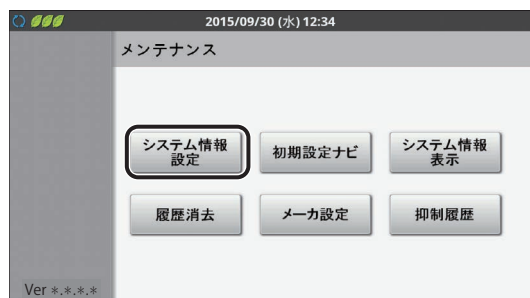 2015/09/30 (水) 12:34
メンテナンス
システム情報
設定
初期設定ナビ
システム情報
表示
履歴消去
メーカ設定
抑制履歴
Ver *.*.*.*